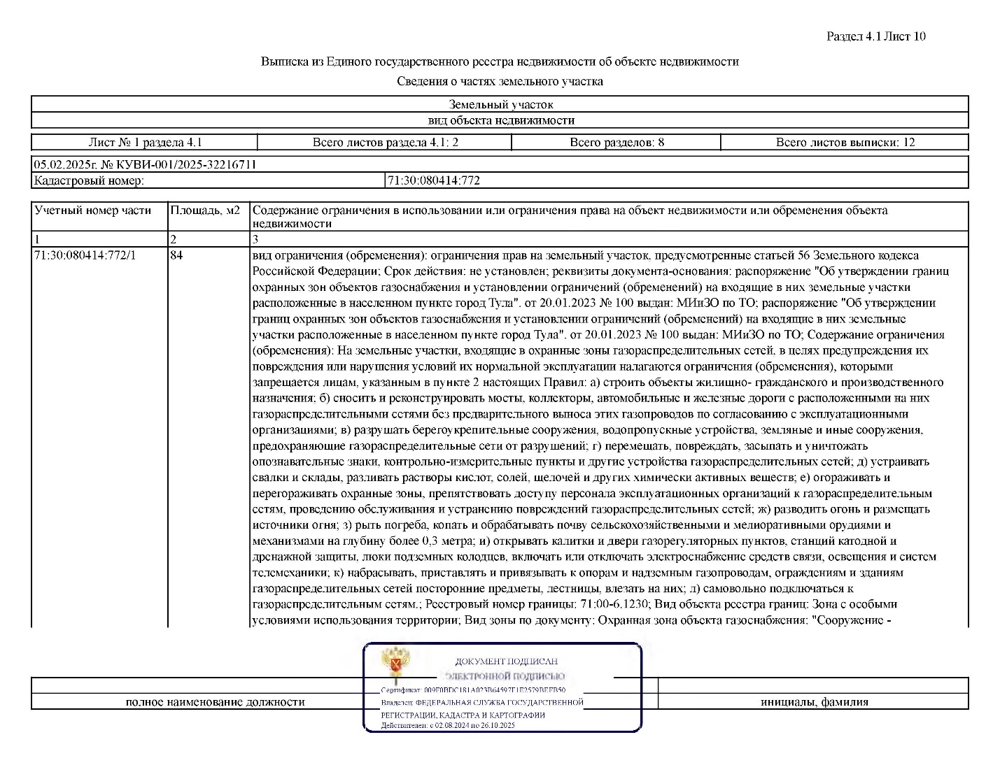 Раздел 4.1 Лист 10
Выписка из Единого государственного реестра недвижимости об объекте недвижимости
Сведения о частях земельного участка
Земельный участок
вид объекта недвижимости
Лист № 1 раздела 4.1 Всего листов раздела 4.1: 2 Всего разделов: 8 Всего листов выписки: 12
05.02.2025г. № КУВИ-001/2025-32216711
Кадастровый номер: 71:30:080414:772
Учетный номер части Площадь, м2 Содержание ограничения в использовании или ограничения права на объект недвижимости или обременения объекта
недвижимости
1 2 3
71:30:080414:772/1 84 вид ограничения (обременения): ограничения прав на земельный участок, предусмотренные статьей 56 Земельного кодекса
Российской Федерации; Срок действия: не установлен; реквизиты документа-основания: распоряжение "Об утверждении границ
охранных зон объектов газоснабжения и установлении ограничений (обременений) на входящие в них земельные участки
расположенные в населенном пункте город Тула". от 20.01.2023 № 100 выдан: МИиЗО по ТО; распоряжение "Об утверждении
границ охранных зон объектов газоснабжения и установлении ограничений (обременений) на входящие в них земельные
участки расположенные в населенном пункте город Тула". от 20.01.2023 № 100 выдан: МИиЗО по ТО; Содержание ограничения
(обременения): На земельные участки, входящие в охранные зоны газораспределительных сетей, в целях предупреждения их
повреждения или нарушения условий их нормальной эксплуатации налагаются ограничения (обременения), которыми
запрещается лицам, указанным в пункте 2 настоящих Правил: а) строить объекты жилищно- гражданского и производственного
назначения; б) сносить и реконструировать мосты, коллекторы, автомобильные и железные дороги с расположенными на них
газораспределительными сетями без предварительного выноса этих газопроводов по согласованию с эксплуатационными
организациями; в) разрушать берегоукрепительные сооружения, водопропускные устройства, земляные и иные сооружения,
предохраняющие газораспределительные сети от разрушений; г) перемещать, повреждать, засыпать и уничтожать
опознавательные знаки, контрольно-измерительные пункты и другие устройства газораспределительных сетей; д) устраивать
свалки и склады, разливать растворы кислот, солей, щелочей и других химически активных веществ; е) огораживать и
перегораживать охранные зоны, препятствовать доступу персонала эксплуатационных организаций к газораспределительным
сетям, проведению обслуживания и устранению повреждений газораспределительных сетей; ж) разводить огонь и размещать
источники огня; з) рыть погреба, копать и обрабатывать почву сельскохозяйственными и мелиоративными орудиями и
механизмами на глубину более 0,3 метра; и) открывать калитки и двери газорегуляторных пунктов, станций катодной и
дренажной защиты, люки подземных колодцев, включать или отключать электроснабжение средств связи, освещения и систем
телемеханики; к) набрасывать, приставлять и привязывать к опорам и надземным газопроводам, ограждениям и зданиям
газораспределительных сетей посторонние предметы, лестницы, влезать на них; л) самовольно подключаться к
газораспределительным сетям.; Реестровый номер границы: 71:00-6.1230; Вид объекта реестра границ: Зона с особыми
условиями использования территории; Вид зоны по документу: Охранная зона объекта газоснабжения: "Сооружение -
ДОКУМЕНТ ПОДПИСАН
ЭЛЕКТРОННОЙ ПОДПИСЬЮ
Сертификат: 009F0BDC181A023B64597F1E2579BEFB50
Владелец: ФЕДЕРАЛЬНАЯ СЛУЖБА ГОСУДАРСТВЕННОЙ
РЕГИСТРАЦИИ, КАДАСТРА И КАРТОГРАФИИ
Действителен: с 02.08.2024 по 26.10.2025
полное наименование должности инициалы, фамилия